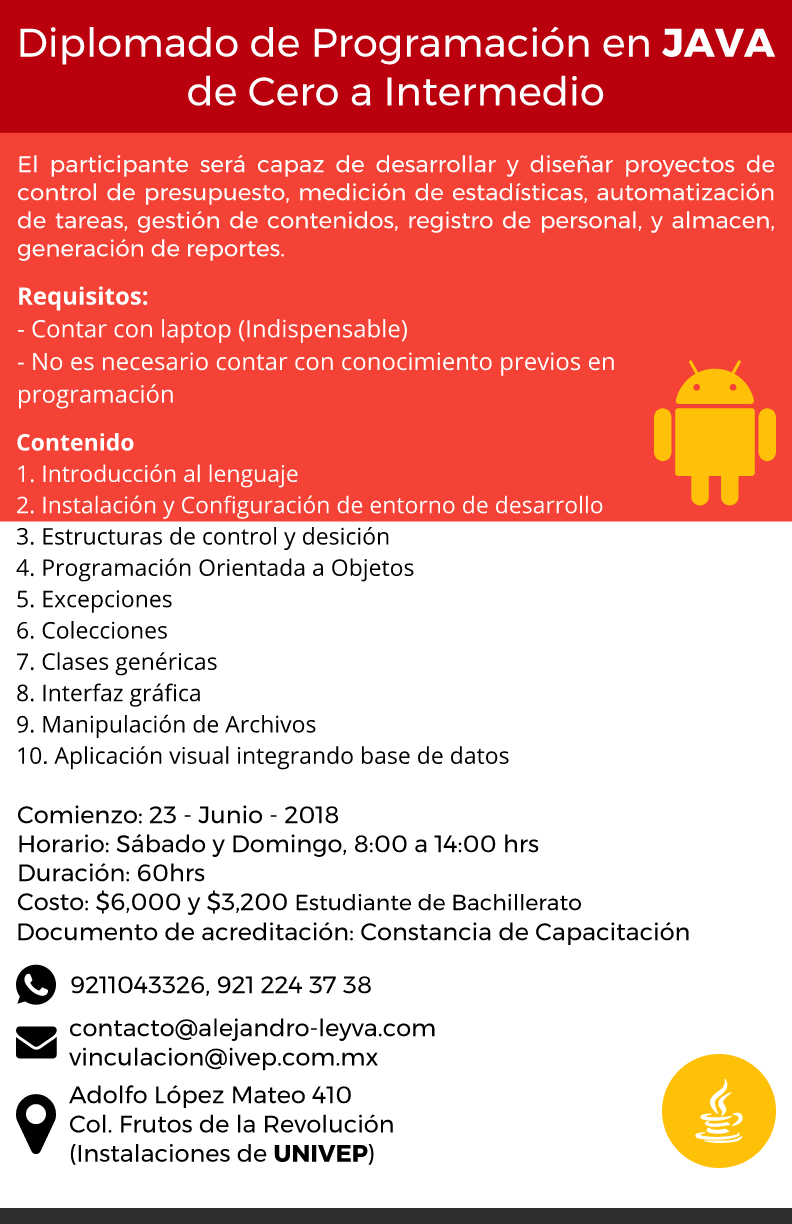 Diplomado de Programación en JAVA
de Cero a Intermedio
El participante será capaz de desarrollar y diseñar proyectos de
control de presupuesto, medición de estadísticas, automatización
de tareas, gestión de contenidos, registro de personal, y almacen,
generación de reportes.
Requisitos:
- Contar con laptop (Indispensable)
- No es necesario contar con conocimiento previos en
programación
Contenido
1. Introducción al lenguaje
2. Instalación y Configuración de entorno de desarrollo
3. Estructuras de control y desición
4. Programación Orientada a Objetos
5. Excepciones
6. Colecciones
7. Clases genéricas
8. Interfaz gráfica
9. Manipulación de Archivos
10. Aplicación visual integrando base de datos
Comienzo: 23 - Junio - 2018
Horario: Sábado y Domingo, 8:00 a 14:00 hrs
Duración: 60hrs
Costo: $6,000 y $3,200 Estudiante de Bachillerato
Documento de acreditación: Constancia de Capacitación
9211043326, 921 224 37 38
contacto@alejandro-leyva.com
vinculacion@ivep.com.mx
Adolfo López Mateo 410
Col. Frutos de la Revolución
(Instalaciones de UNIVEP)